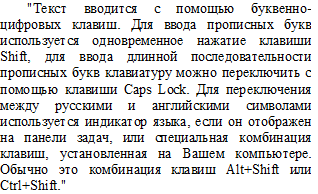 "Текст вводится с помощью буквенно-
цифровых клавиш. Для ввода прописных букв
используется одновременное нажатие клавиши
Shift, для ввода длинной последовательности
прописных букв клавиатуру можно переключить с
помощью клавиши Caps Lock. Для переключения
между русскими и английскими символами
используется индикатор языка, если он отображен
на панели задач, или специальная комбинация
клавиш, установленная на Вашем компьютере.
Обычно это комбинация клавиш Alt+Shift или
Ctrl+Shift."